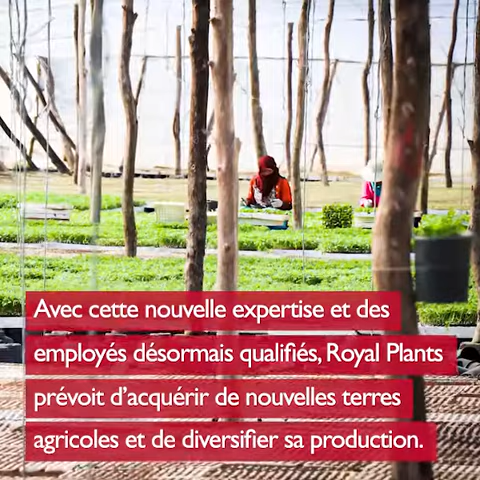 Avec cette nouvelle expertise et des
employés désormais qualifiés, Royal Plants
prévoit d’acquérir de nouvelles terres
agricoles et de diversifier sa production.